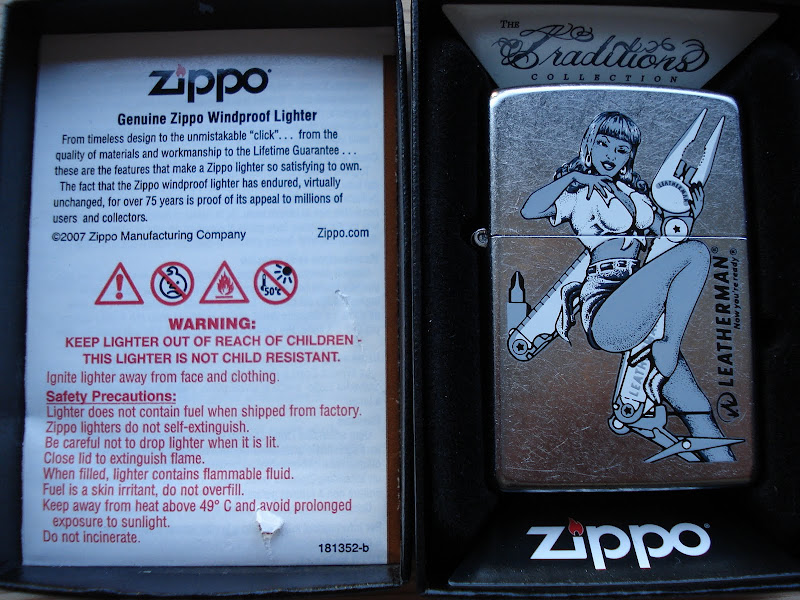 zippo®
Genuine Zippo Windproof Lighter
From timeless design to the unmistakable "click". . . from the
quality of materials and workmanship to the Lifetime Guarantee . . .
these are the features that make a Zippo lighter so satisfying to own.
The fact that the Zippo windproof lighter has endured, virtually
unchanged, for over 75 years is proof of its appeal to millions of
users and collectors.
©2007 Zippo Manufacturing Company Zippo.com
50°C
WARNING:
KEEP LIGHTER OUT OF REACH OF CHILDREN -
THIS LIGHTER IS NOT CHILD RESISTANT.
Ignite lighter away from face and clothing.
Safety Precautions:
Lighter does not contain fuel when shipped from factory.
Zippo lighters do not self-extinguish.
Be careful not to drop lighter when it is lit.
Close lid to extinguish flame.
When filled, lighter contains flammable fluid.
Fuel is a skin irritant, do not overfill.
Keep away from heat above 49° C and avoid prolonged
exposure to sunlight.
Do not incinerate.
181352-b
THE
Traditions
COLLECTION
LEATHERMAN
LEATHERMAN®
Now you're ready®
LEATH
zippo®